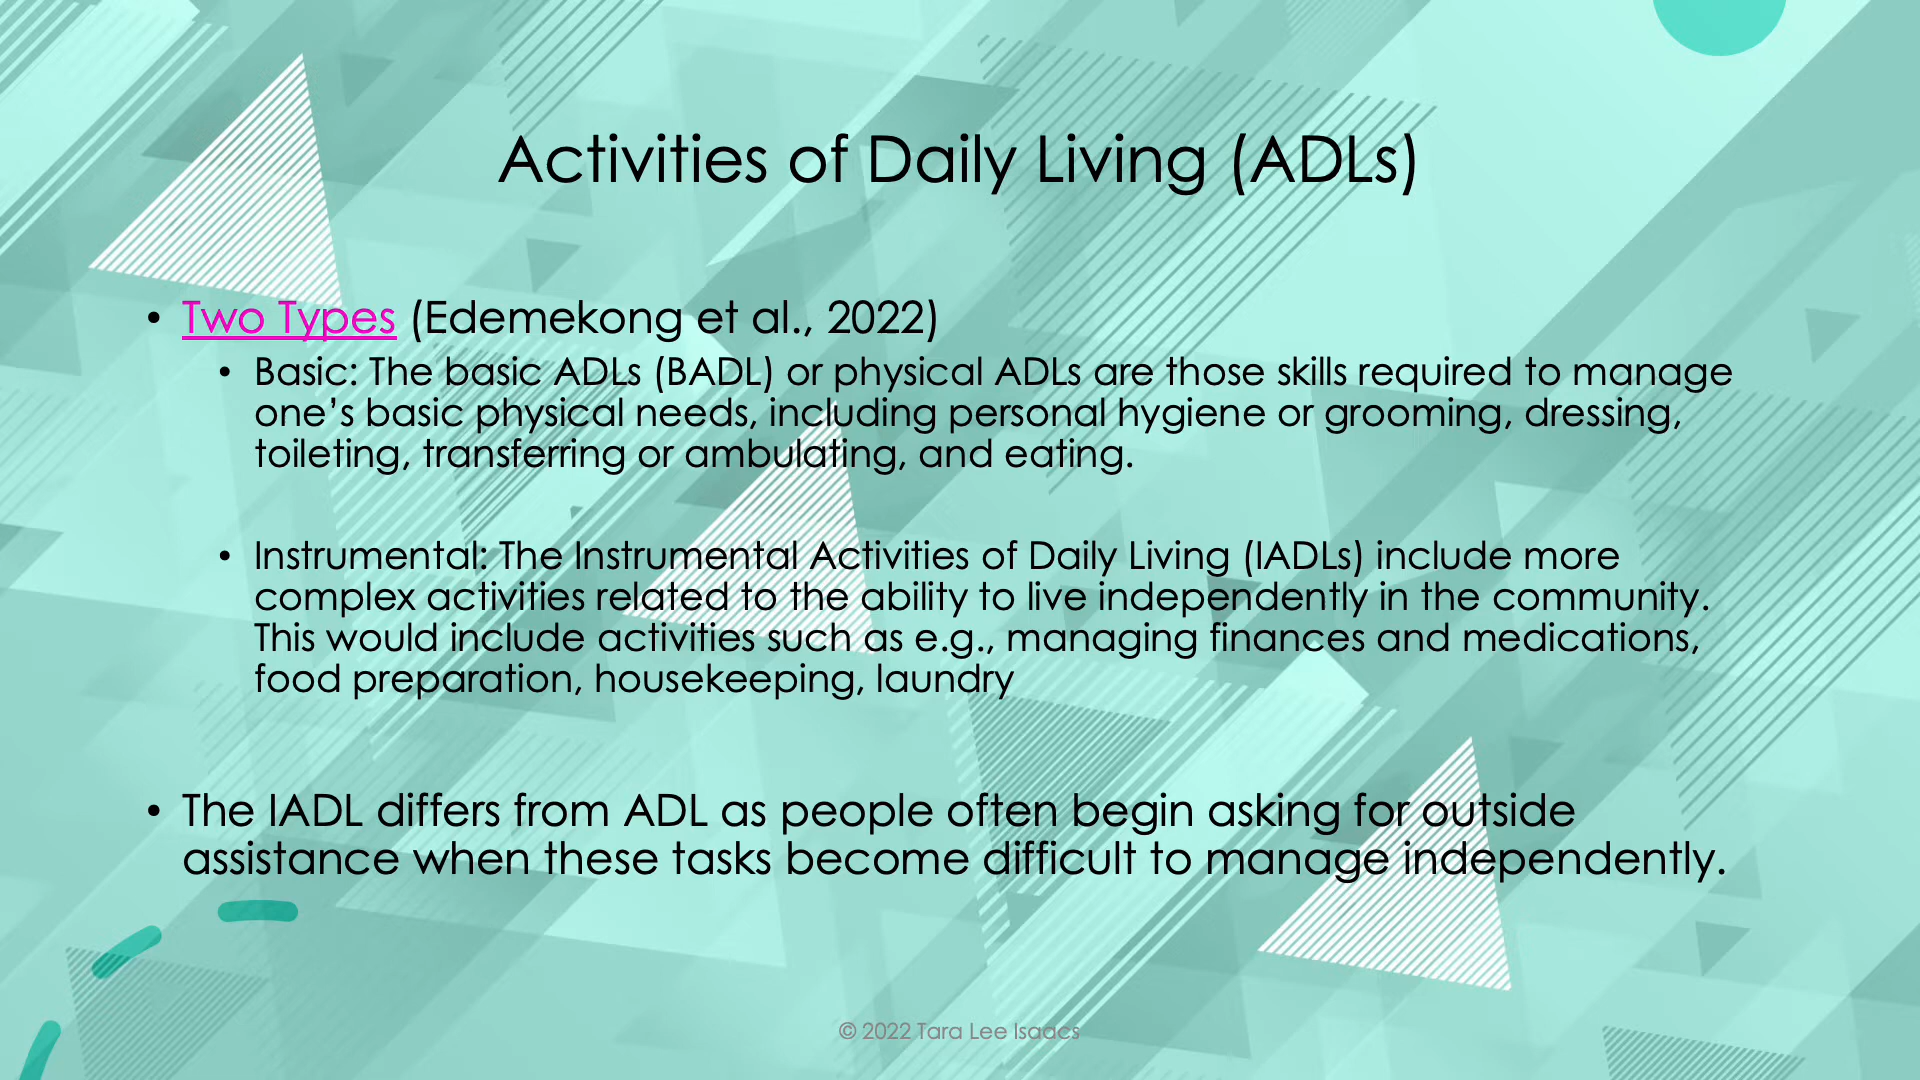 Activities of Daily Living (ADLs)
• Two Types (Edemekong et al., 2022)
• Basic: The basic ADLs (BADL) or physical ADLs are those skills required to manage
one’s basic physical needs, including personal hygiene or grooming, dressing,
toileting, transferring or ambulating, and eating.
• Instrumental: The Instrumental Activities of Daily Living (IADLs) include more
complex activities related to the ability to live independently in the community.
This would include activities such as e.g., managing finances and medications,
food preparation, housekeeping, laundry
• The IADL differs from ADL as people often begin asking for outside
assistance when these tasks become difficult to manage independently.
© 2022 Tara Lee Isaacs